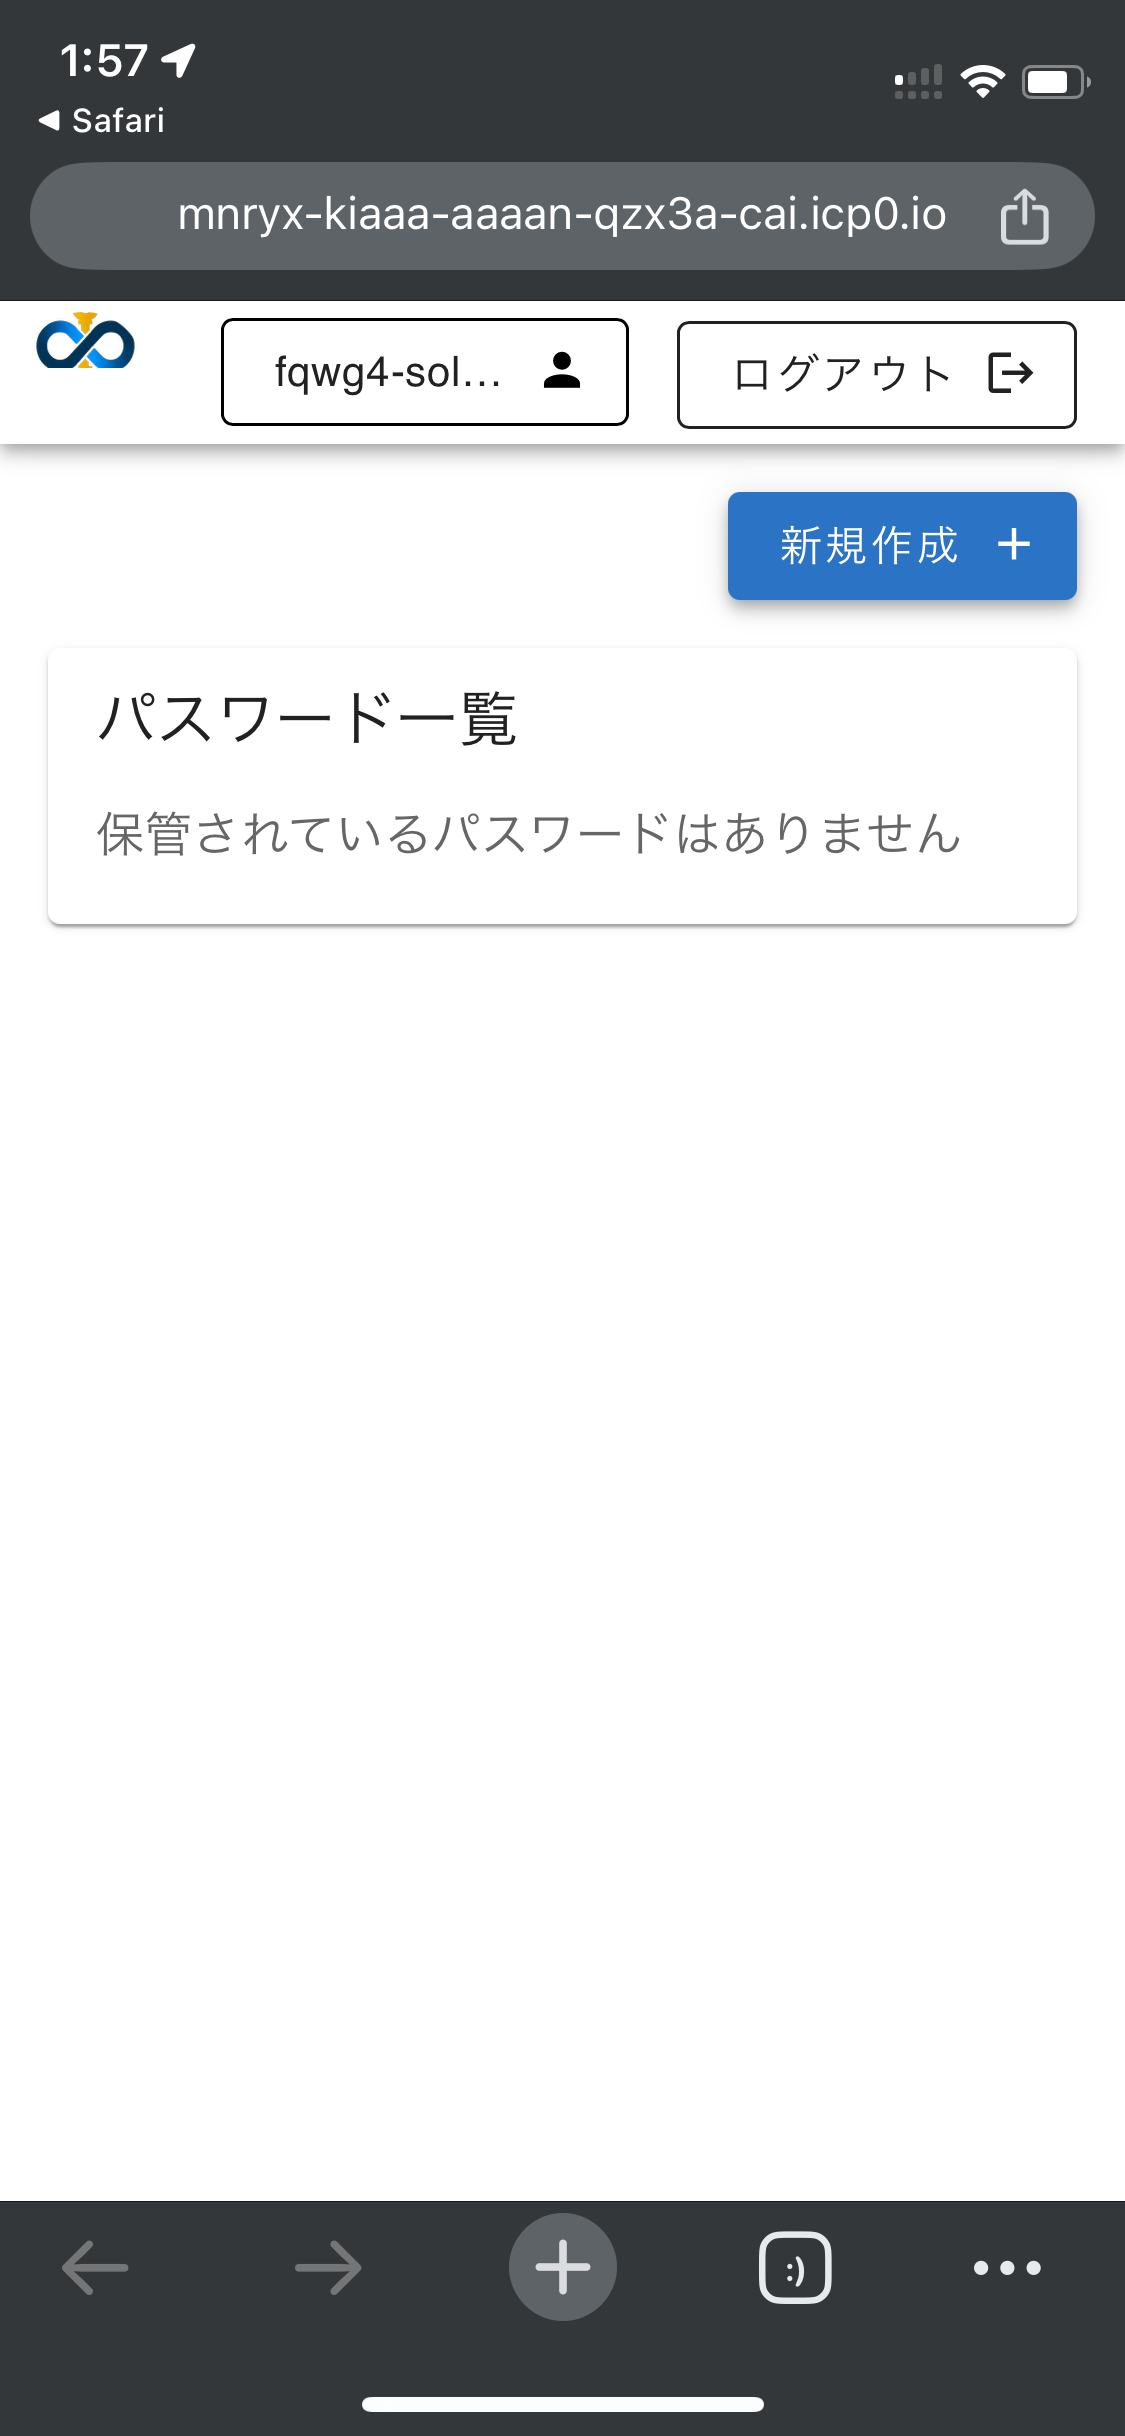 1:57
Safari
mnryx-kiaaa-aaaan-qzx3a-cai.icp0.io
fqwg4-sol...
ログアウト
新規作成
パスワード一覧
保管されているパスワードはありません
:)